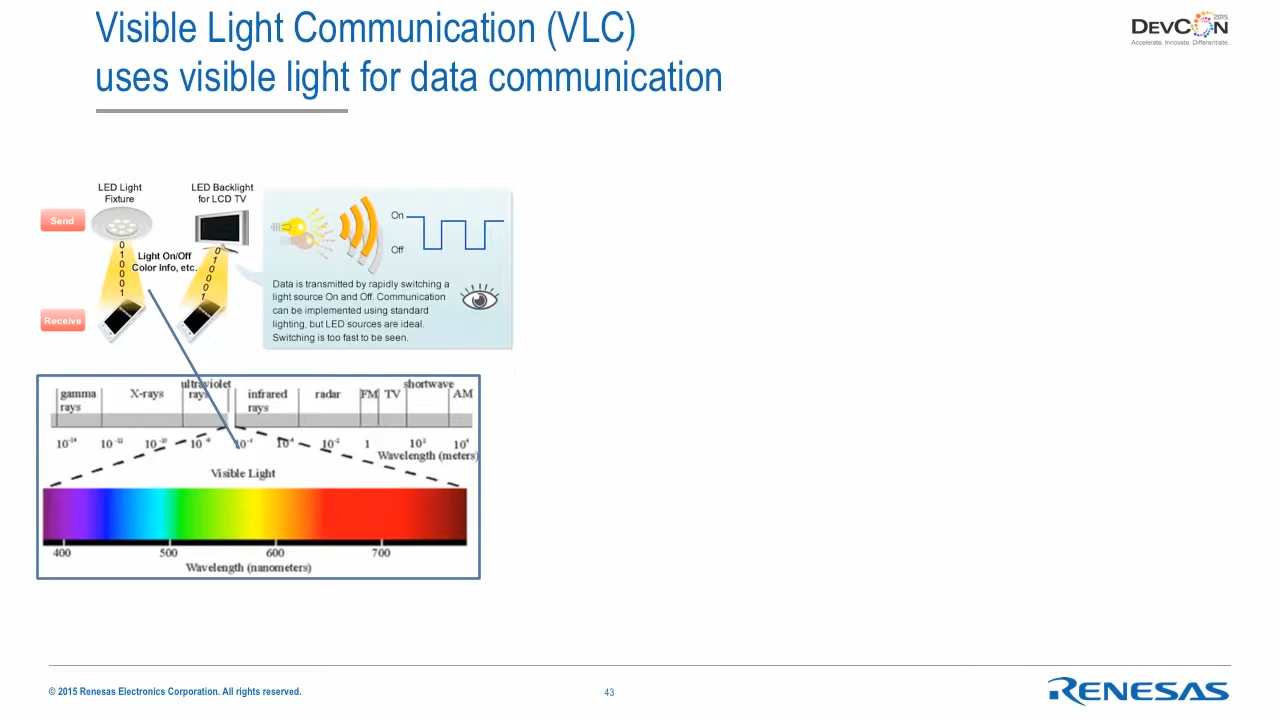 Visible Light Communication (VLC)
uses visible light for data communication
DEVCON
Accelerate. Innovate. Differentiate.
LED Light
Fixture
LED Backlight
for LCD TV
Send
0
1
0
0
0
1
Light On/Off
Color Info, etc.
0
1
0
0
0
1
Receive
On
Off
Data is transmitted by rapidly switching a
light source On and Off. Communication
can be implemented using standard
lighting, but LED sources are ideal.
Switching is too fast to be seen.
gamma
rays
X-rays
ultraviolet
rays
infrared
rays
radar
FM
TV
shortwave
AM
10⁻¹⁴ 10⁻¹² 10⁻¹⁰ 10⁻⁸ 10⁻⁴ 10⁻² 1 10² 10⁴
Wavelength (meters)
Visible Light
400 500 600 700
Wavelength (nanometers)
© 2015 Renesas Electronics Corporation. All rights reserved.
43
RENESAS